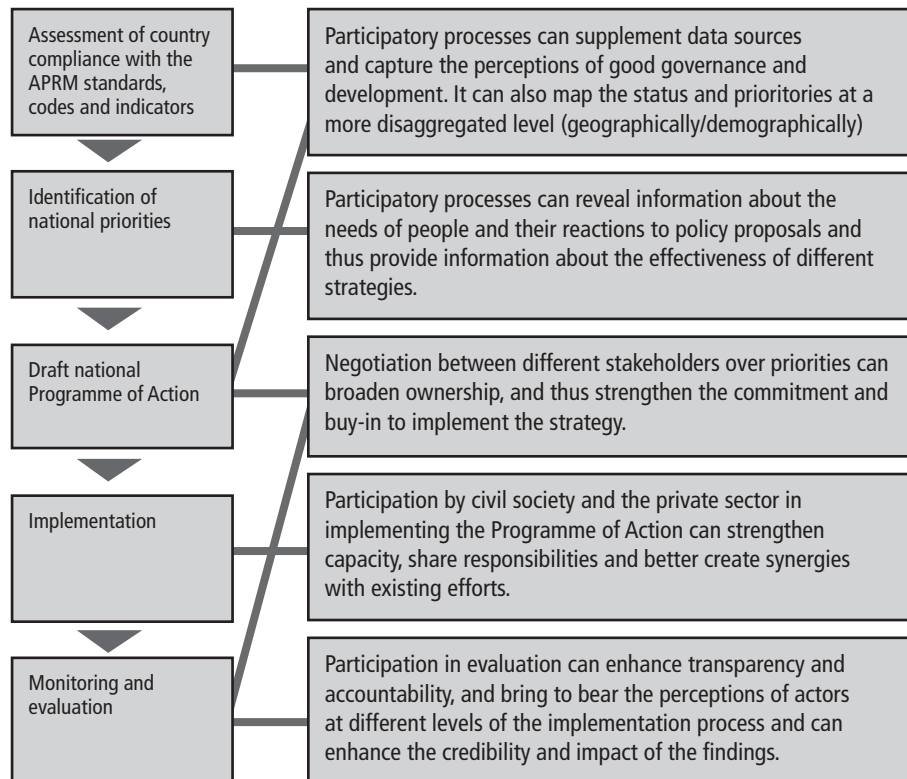 Assessment of country
compliance with the
APRM standards,
codes and indicators
Participatory processes can supplement data sources
and capture the perceptions of good governance and
development. It can also map the status and prioritories at a
more disaggregated level (geographically/demographically)
Identification of
national priorities
Participatory processes can reveal information about the
needs of people and their reactions to policy proposals and
thus provide information about the effectiveness of different
strategies.
Draft national
Programme of Action
Negotiation between different stakeholders over priorities can
broaden ownership, and thus strengthen the commitment and
buy-in to implement the strategy.
Implementation
Participation by civil society and the private sector in
implementing the Programme of Action can strengthen
capacity, share responsibilities and better create synergies
with existing efforts.
Monitoring and
evaluation
Participation in evaluation can enhance transparency and
accountability, and bring to bear the perceptions of actors
at different levels of the implementation process and can
enhance the credibility and impact of the findings.